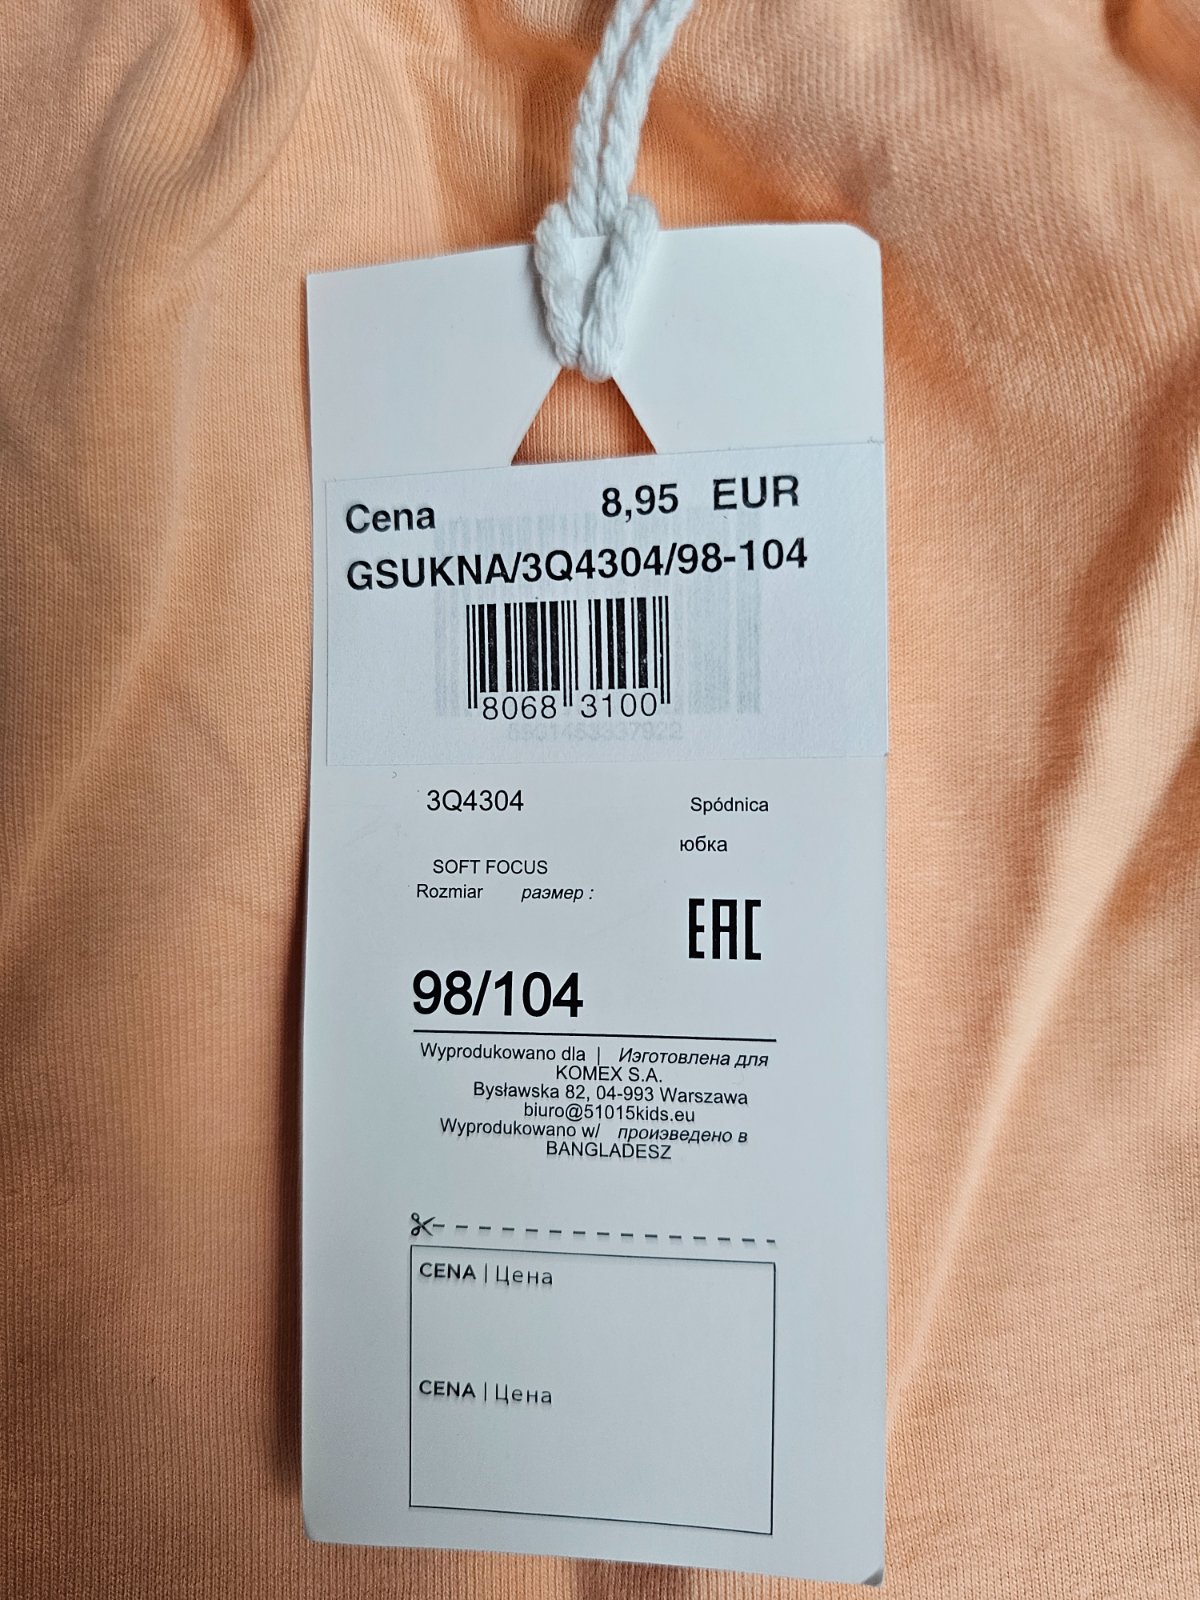 Cena 8,95 EUR
GSUKNA/3Q4304/98-104
8068 3100
3Q4304
Spódnica
юбка
SOFT FOCUS
Rozmiar размер :
EAC
98/104
Wyprodukowano dla | Изготовлена для
KOMEX S.A.
Bysławska 82, 04-993 Warszawa
biuro@51015kids.eu
Wyprodukowano w/ произведено в
BANGLADESZ
CENA | Цена
CENA | Цена